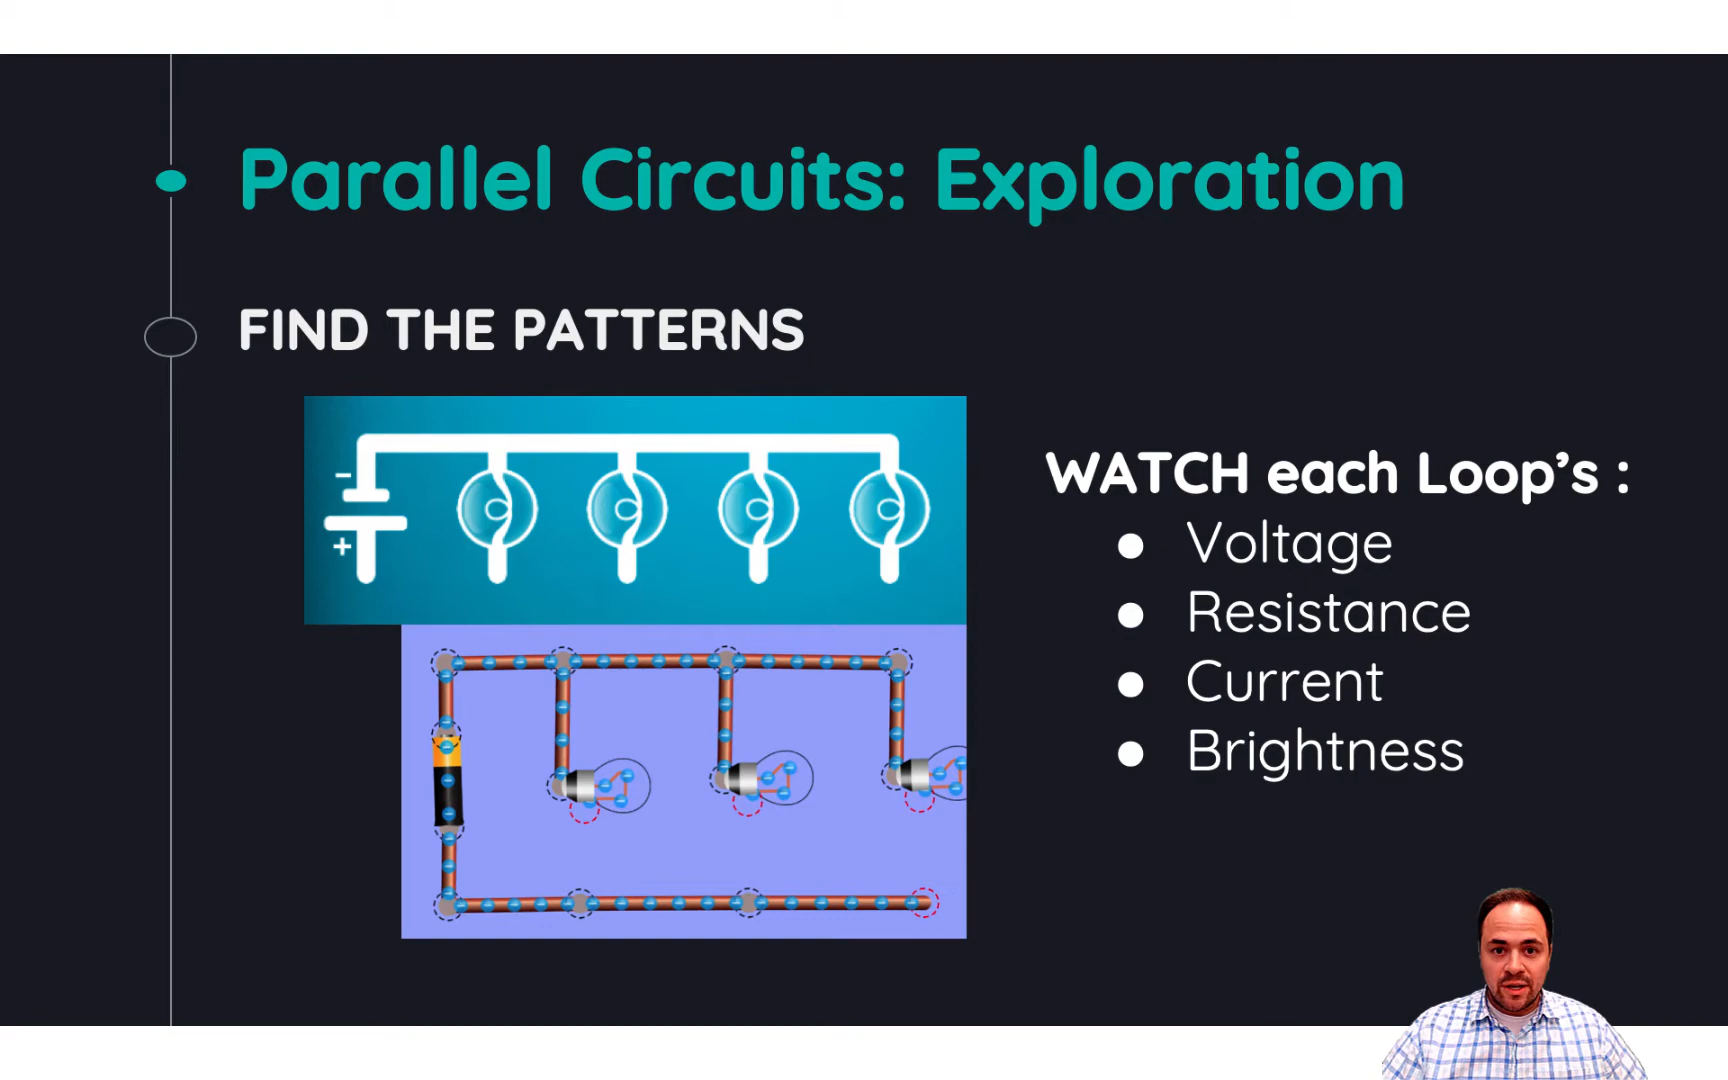 Parallel Circuits: Exploration
FIND THE PATTERNS
−
+
WATCH each Loop’s :
● Voltage
● Resistance
● Current
● Brightness